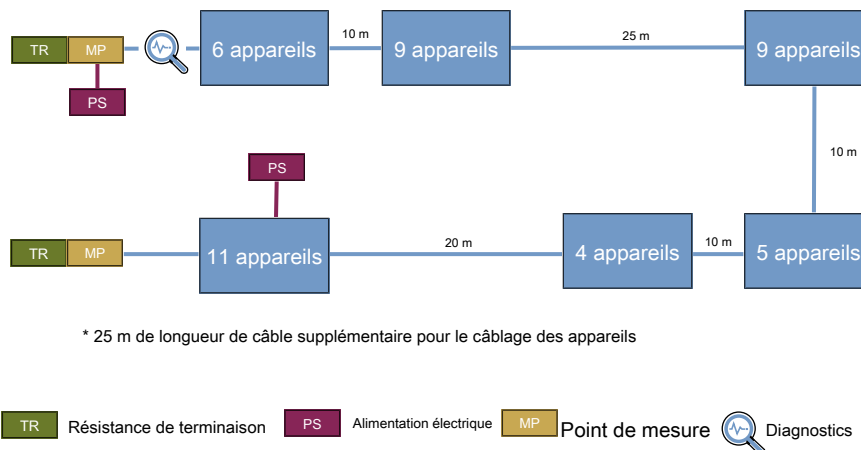 TR MP 6 appareils 10 m 9 appareils 25 m 9 appareils
PS
10 m
PS
TR MP 11 appareils 20 m 4 appareils 10 m 5 appareils
* 25 m de longueur de câble supplémentaire pour le câblage des appareils
TR Résistance de terminaison PS Alimentation électrique MP Point de mesure Diagnostics